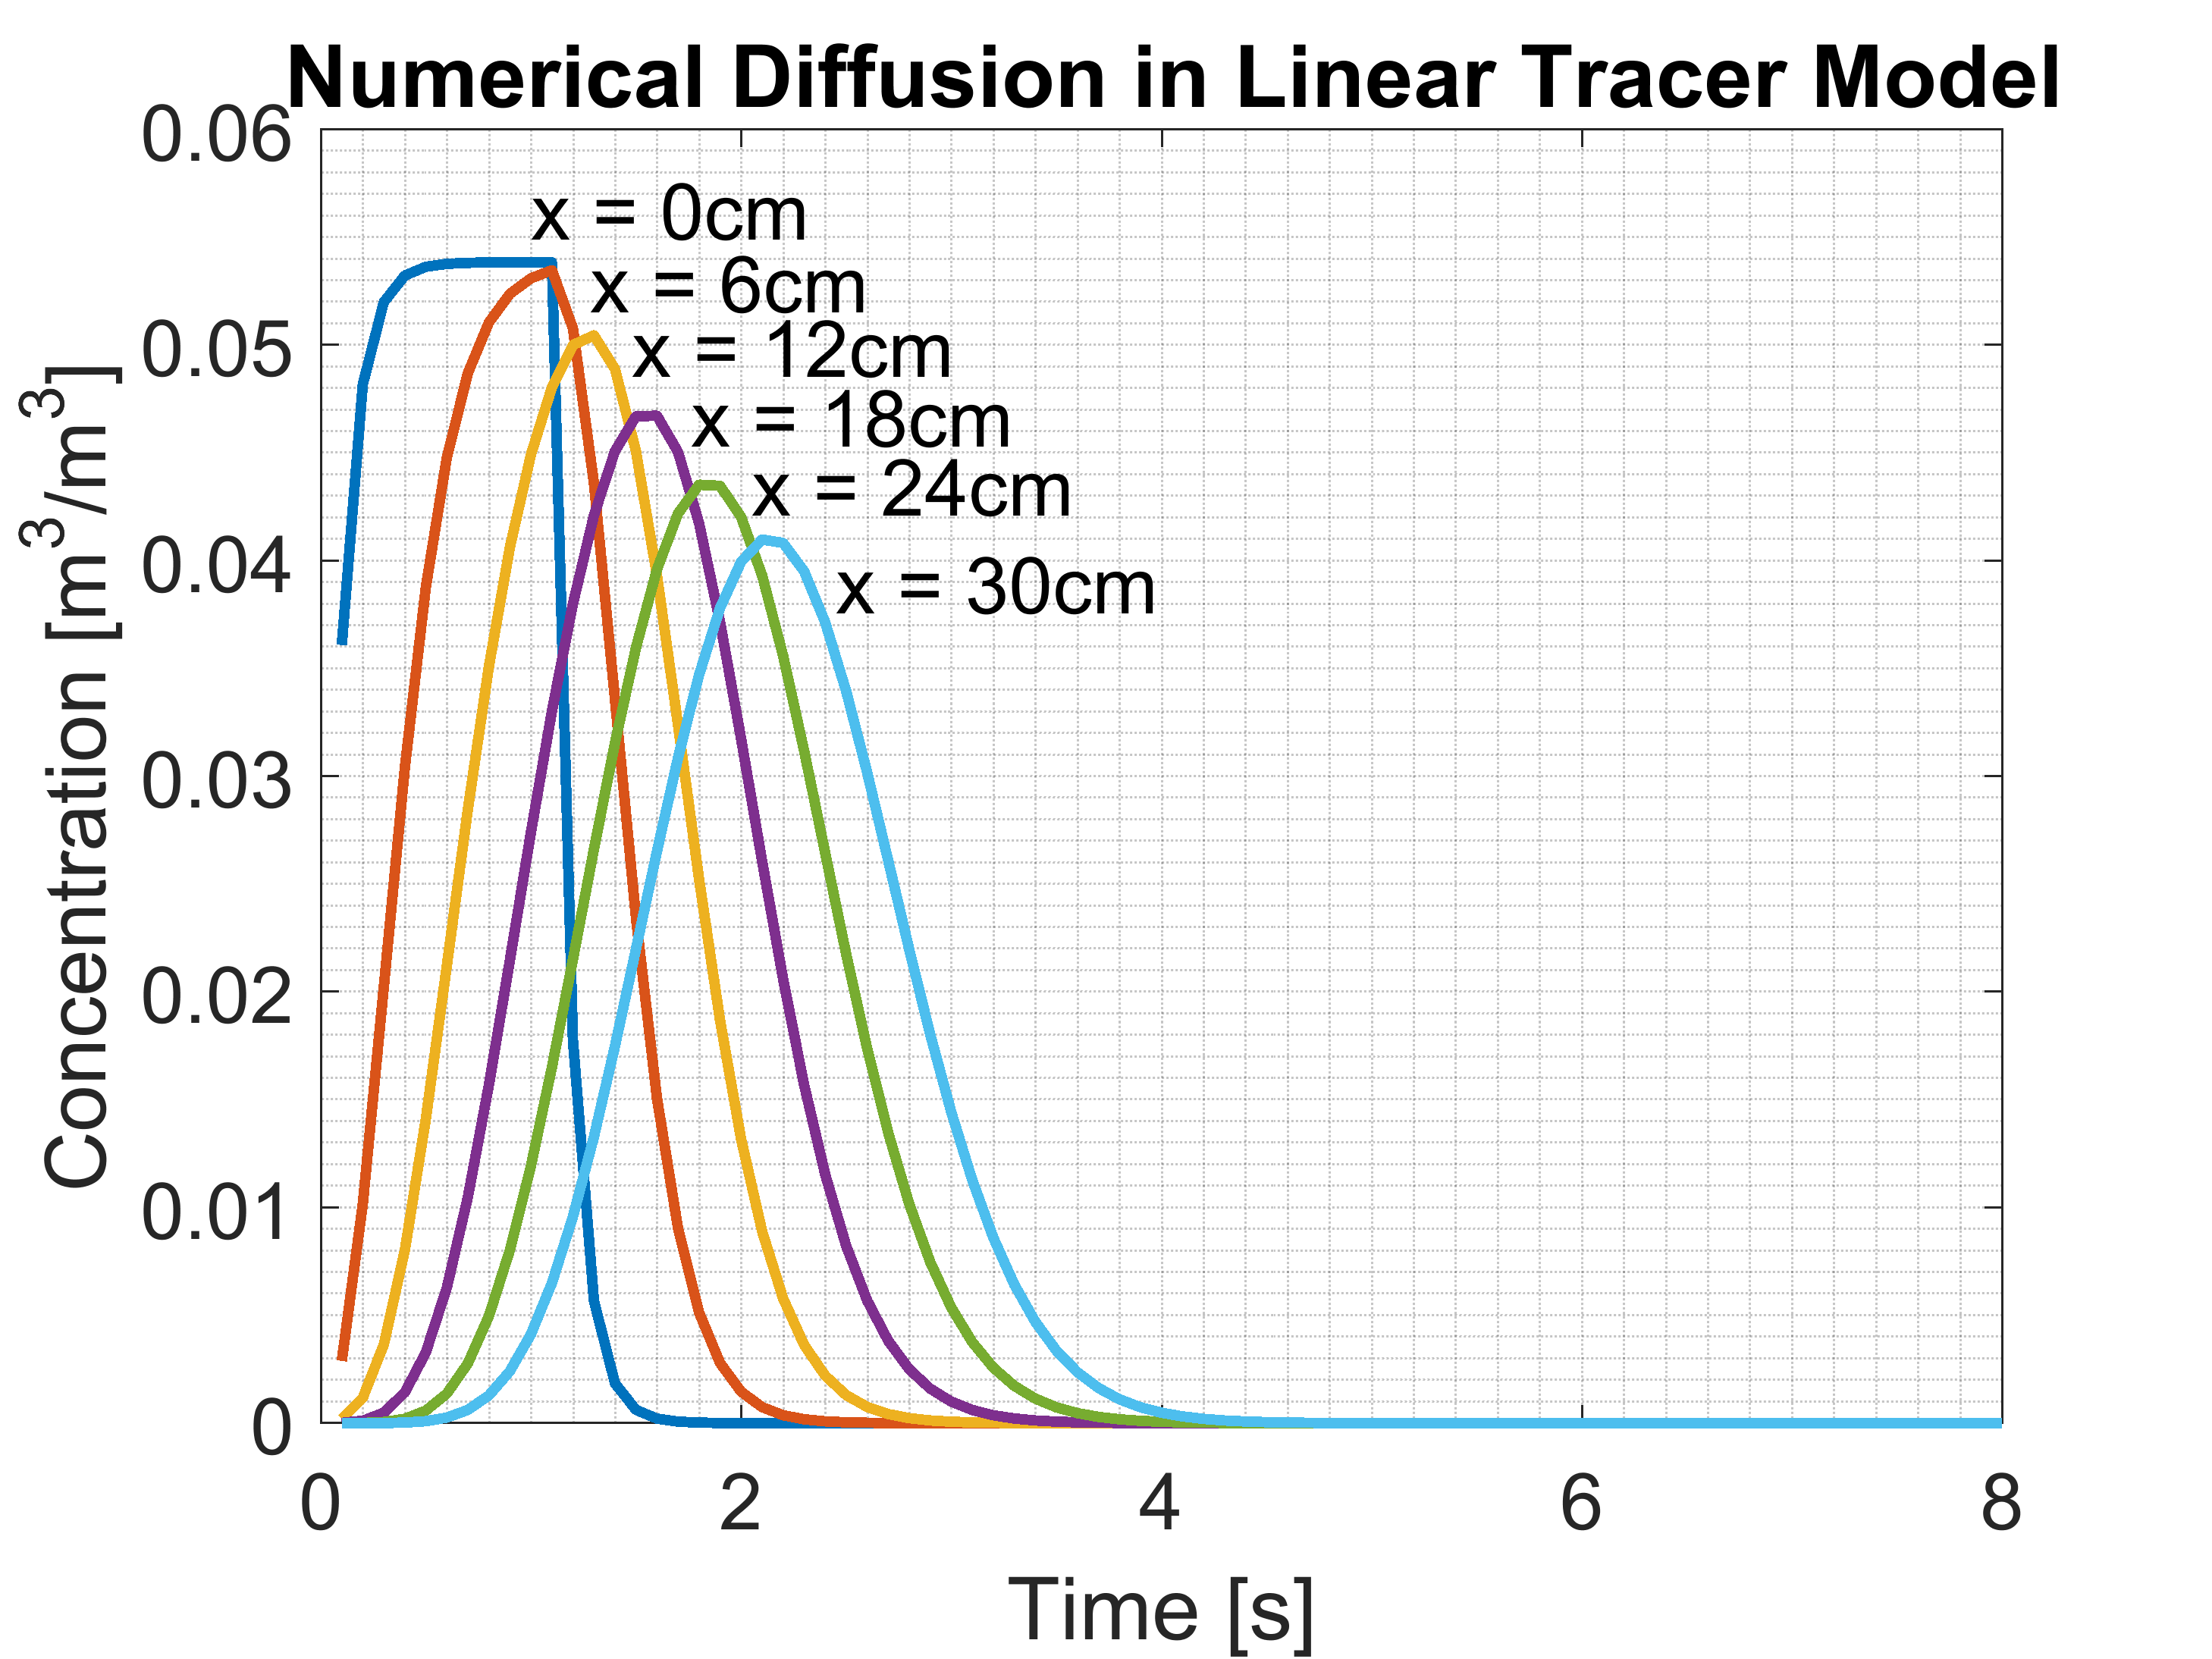 Numerical Diffusion in Linear Tracer Model
0.06
0.05
0.04
0.03
0.02
0.01
0
Concentration [m³/m³]
x = 0cm
x = 6cm
x = 12cm
x = 18cm
x = 24cm
x = 30cm
0 2 4 6 8
Time [s]